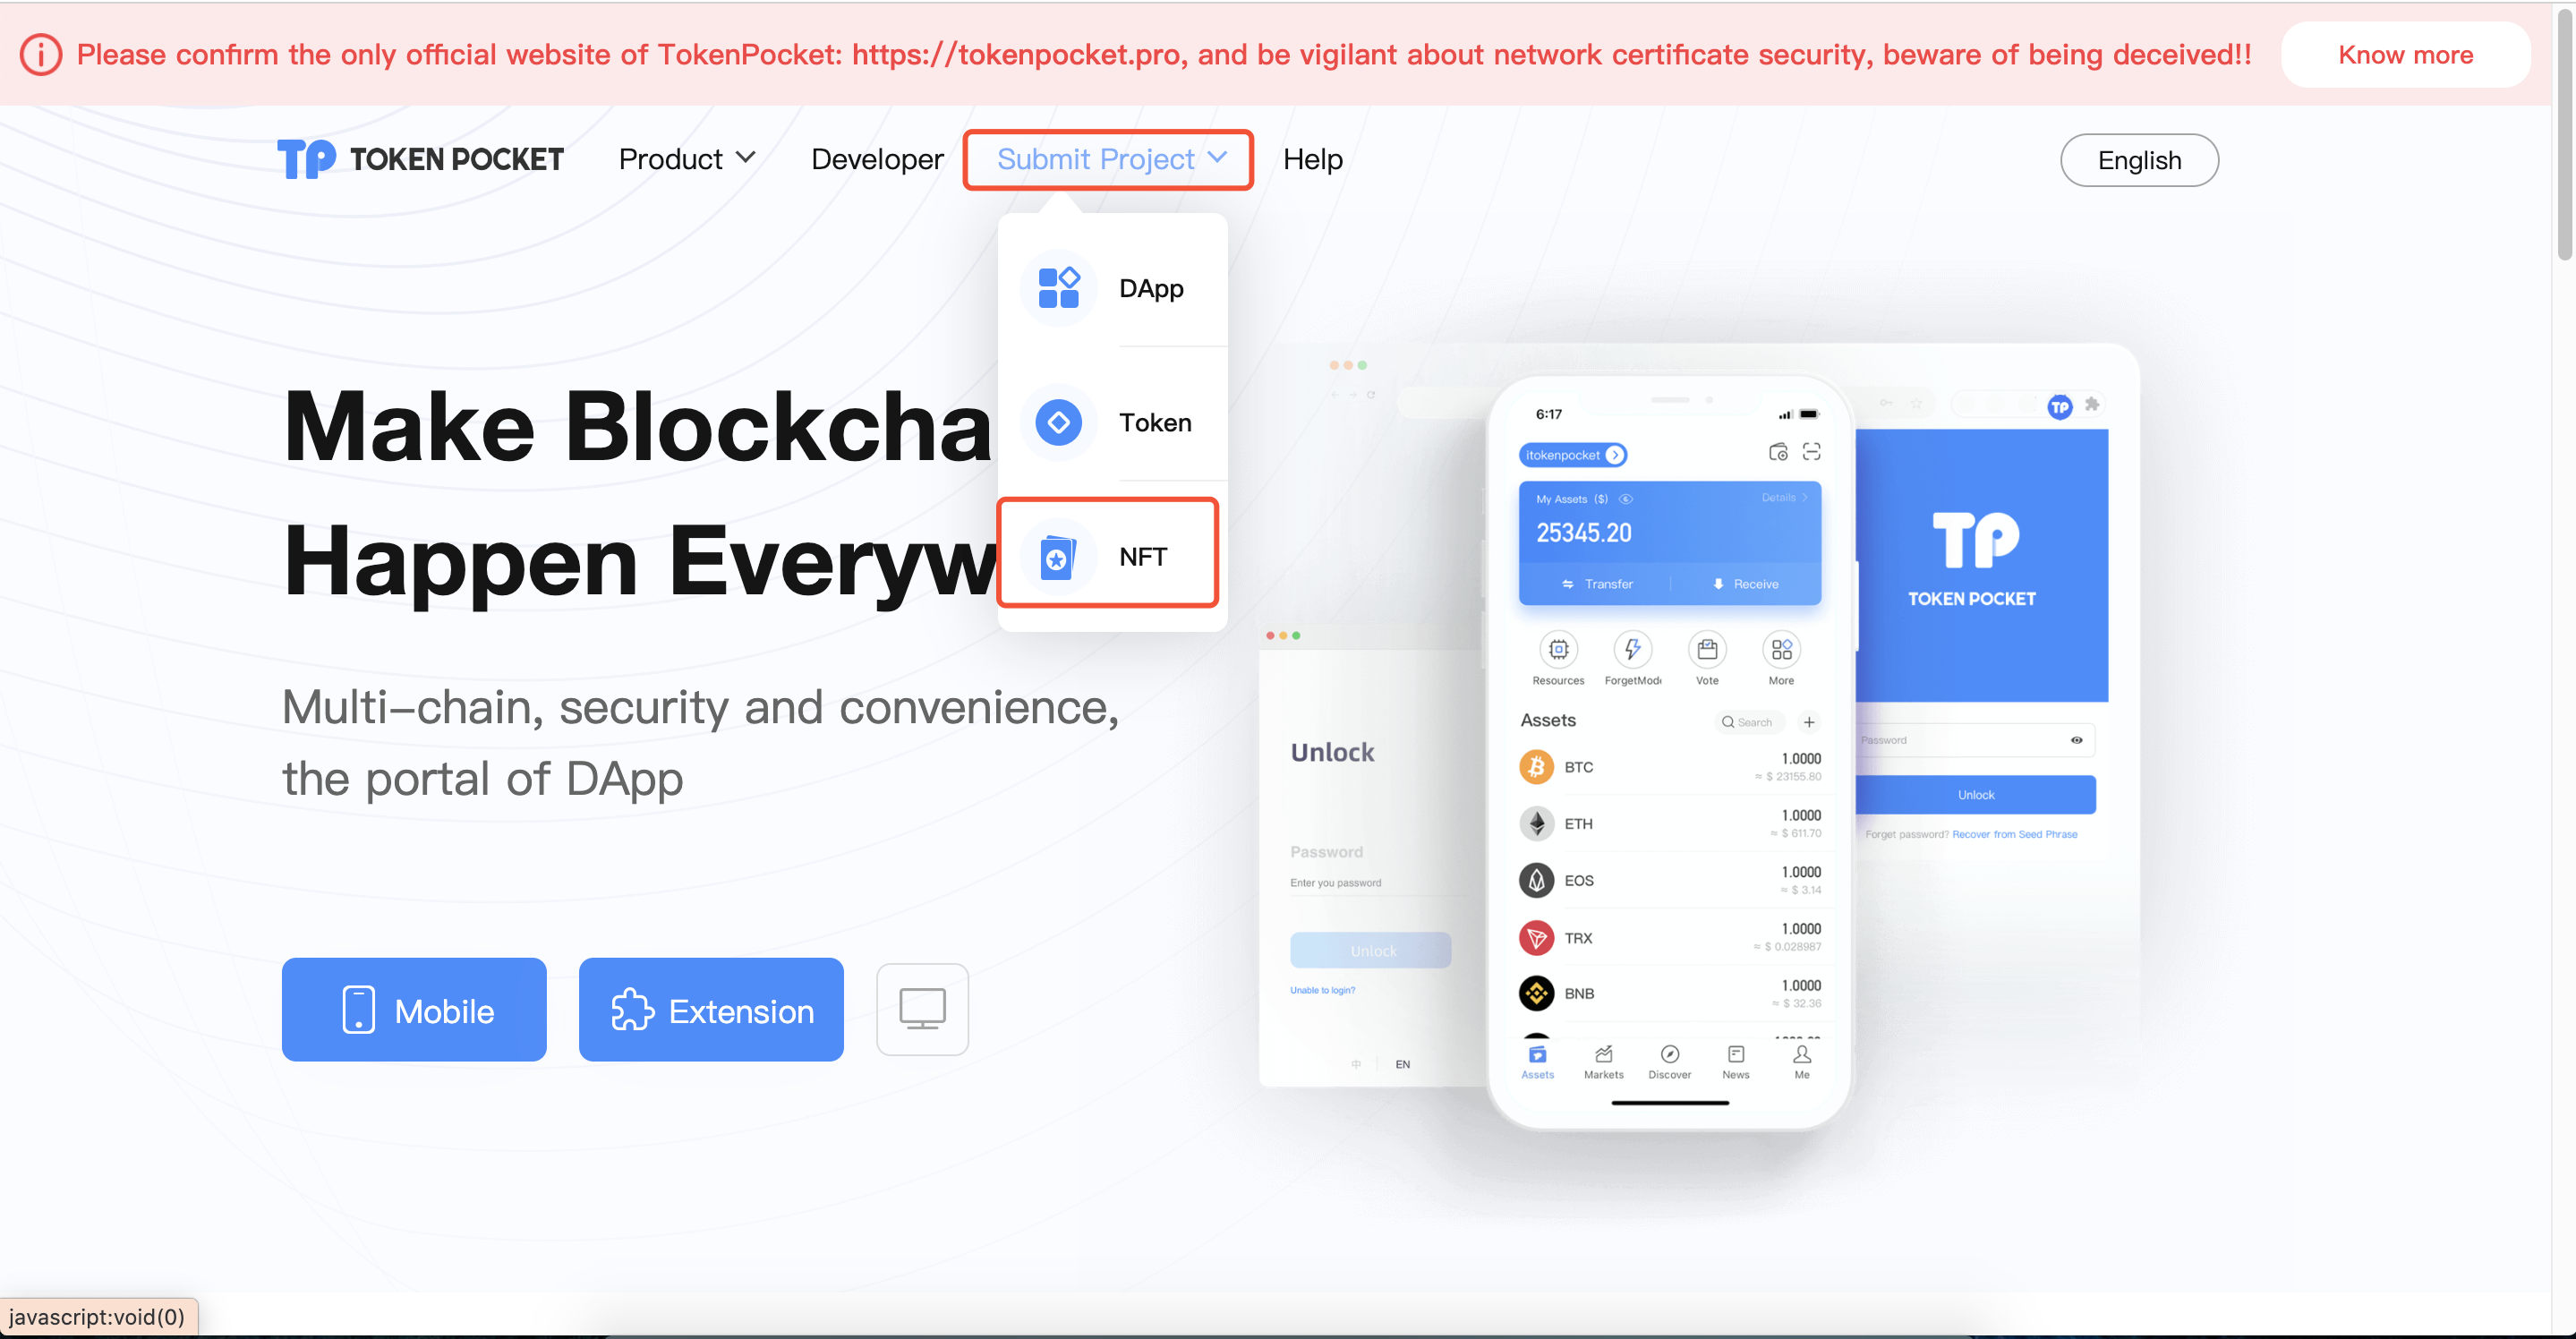 Please confirm the only official website of TokenPocket: https://tokenpocket.pro, and be vigilant about network certificate security, beware of being deceived!!
Know more
TP TOKEN POCKET
Product
Developer
Submit Project
Help
English
DApp
Token
NFT
Make Blockcha
Happen Everyw
Multi-chain, security and convenience,
the portal of DApp
Mobile
Extension
Unlock
Password
Enter you password
Unlock
Unable to login?
中 EN
6:17
itokenpocket
My Assets ($)
Details
25345.20
Transfer
Receive
Resources
ForgetMode
Vote
More
Assets
Search
BTC 1.0000
≈ $ 23155.80
ETH 1.0000
≈ $ 611.70
EOS 1.0000
≈ $ 3.14
TRX 1.0000
≈ $ 0.028987
BNB 1.0000
≈ $ 32.36
Assets
Markets
Discover
News
Me
TP
TP
TOKEN POCKET
Password
Unlock
Forget password? Recover from Seed Phrase
javascript:void(0)